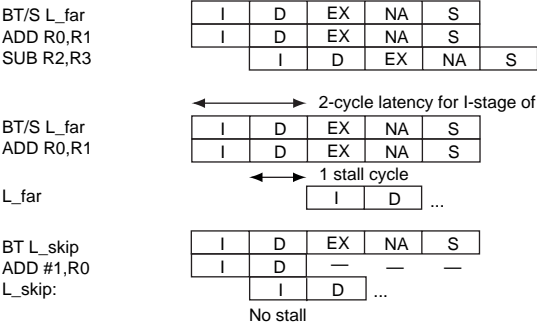 BT/S L_far I D EX NA S
ADD R0,R1 I D EX NA S
SUB R2,R3 I D EX NA S
2-cycle latency for I-stage of
BT/S L_far I D EX NA S
ADD R0,R1 I D EX NA S
1 stall cycle
L_far I D ...
BT L_skip I D EX NA S
ADD #1,R0 I D — — —
L_skip: I D ...
No stall